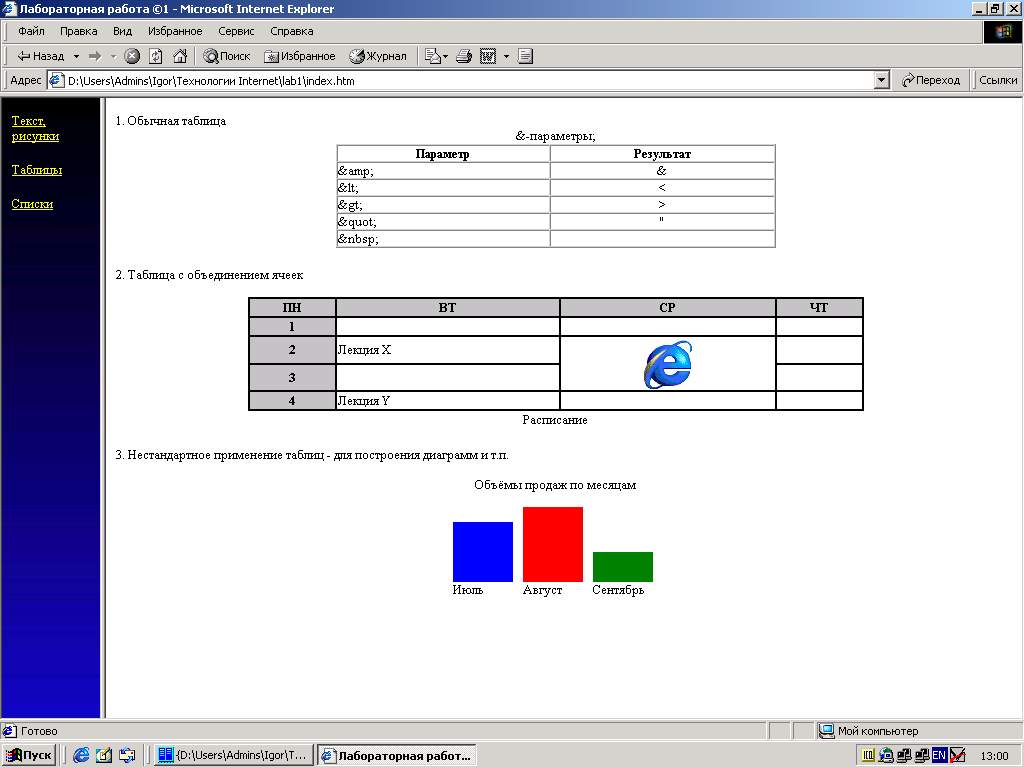 Лабораторная работа ©1 - Microsoft Internet Explorer
Файл Правка Вид Избранное Сервис Справка
Назад Поиск Избранное Журнал
Адрес D:\Users\Admins\Igor\Технологии Internet\lab1\index.htm Переход Ссылки
Текст,
рисунки
Таблицы
Списки
1. Обычная таблица
&-параметры;
Параметр Результат
&amp; &
&lt; <
&gt; >
&quot; "
&nbsp;
2. Таблица с объединением ячеек
ПН ВТ СР ЧТ
1
2 Лекция X
3
4 Лекция Y
Расписание
3. Нестандартное применение таблиц - для построения диаграмм и т.п.
Объёмы продаж по месяцам
Июль Август Сентябрь
Готово Мой компьютер
Пуск {D:\Users\Admins\Igor\Т... Лабораторная работ... EN 13:00